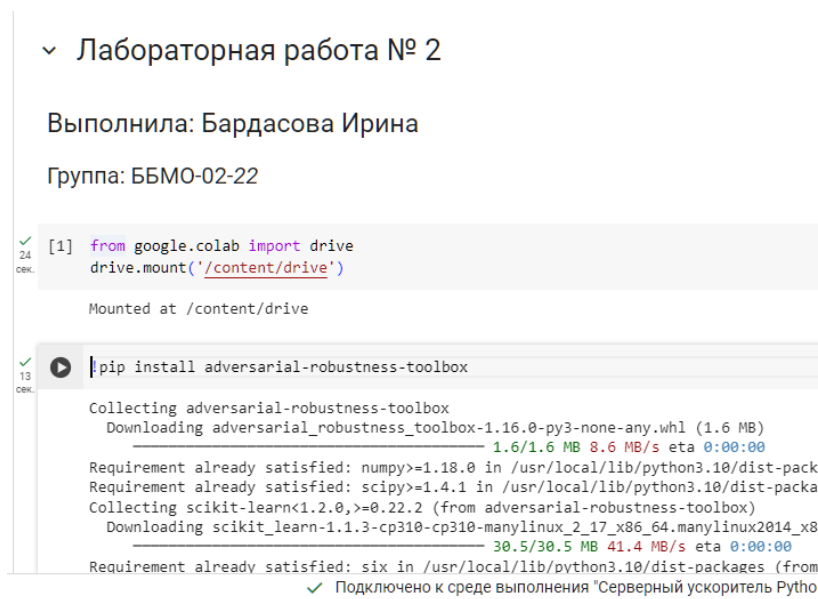 Лабораторная работа № 2
Выполнила: Бардасова Ирина
Группа: ББМО-02-22
24
сек.
[1] from google.colab import drive
drive.mount('/content/drive')
Mounted at /content/drive
13
сек.
!pip install adversarial-robustness-toolbox
Collecting adversarial-robustness-toolbox
Downloading adversarial_robustness_toolbox-1.16.0-py3-none-any.whl (1.6 MB)
1.6/1.6 MB 8.6 MB/s eta 0:00:00
Requirement already satisfied: numpy>=1.18.0 in /usr/local/lib/python3.10/dist-pack
Requirement already satisfied: scipy>=1.4.1 in /usr/local/lib/python3.10/dist-packa
Collecting scikit-learn<1.2.0,>=0.22.2 (from adversarial-robustness-toolbox)
Downloading scikit_learn-1.1.3-cp310-cp310-manylinux_2_17_x86_64.manylinux2014_x8
30.5/30.5 MB 41.4 MB/s eta 0:00:00
Requirement already satisfied: six in /usr/local/lib/python3.10/dist-packages (from
Подключено к среде выполнения "Серверный ускоритель Pytho